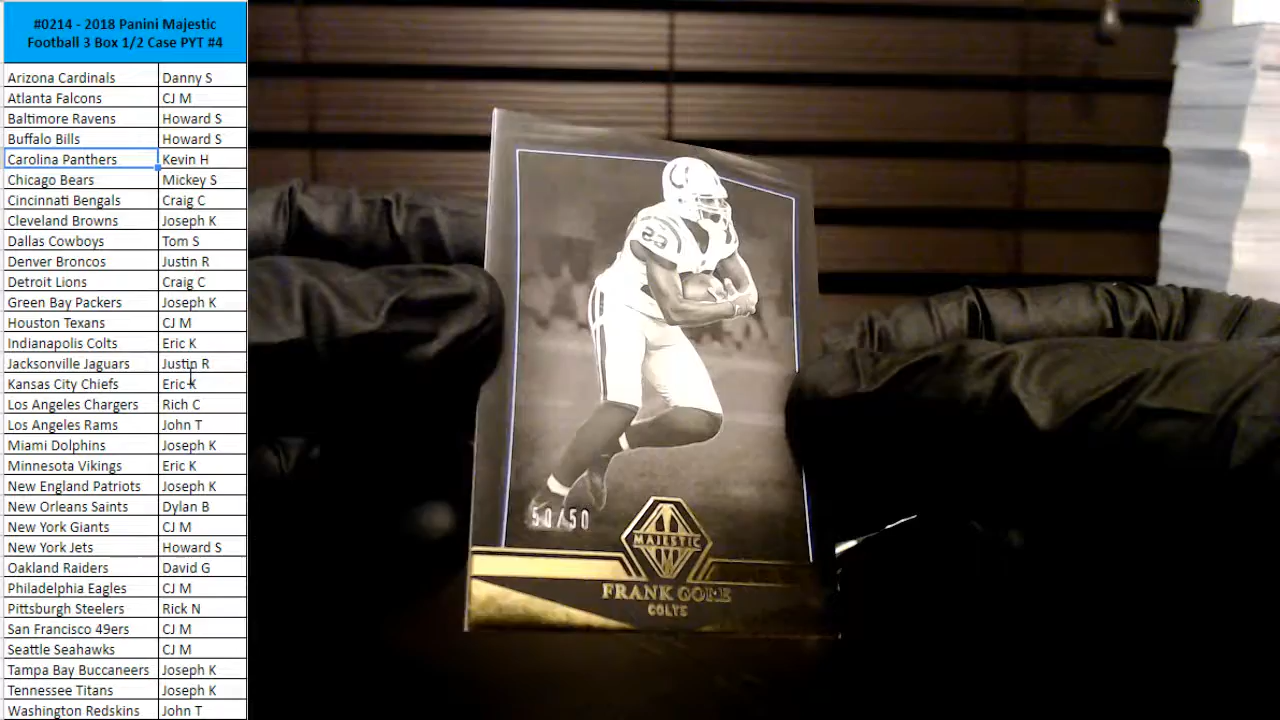 #0214 - 2018 Panini Majestic
Football 3 Box 1/2 Case PYT #4
Arizona Cardinals Danny S
Atlanta Falcons CJ M
Baltimore Ravens Howard S
Buffalo Bills Howard S
Carolina Panthers Kevin H
Chicago Bears Mickey S
Cincinnati Bengals Craig C
Cleveland Browns Joseph K
Dallas Cowboys Tom S
Denver Broncos Justin R
Detroit Lions Craig C
Green Bay Packers Joseph K
Houston Texans CJ M
Indianapolis Colts Eric K
Jacksonville Jaguars Justin R
Kansas City Chiefs Eric K
Los Angeles Chargers Rich C
Los Angeles Rams John T
Miami Dolphins Joseph K
Minnesota Vikings Eric K
New England Patriots Joseph K
New Orleans Saints Dylan B
New York Giants CJ M
New York Jets Howard S
Oakland Raiders David G
Philadelphia Eagles CJ M
Pittsburgh Steelers Rick N
San Francisco 49ers CJ M
Seattle Seahawks CJ M
Tampa Bay Buccaneers Joseph K
Tennessee Titans Joseph K
Washington Redskins John T
23
50/50
MAJESTIC
FRANK GORE
COLTS